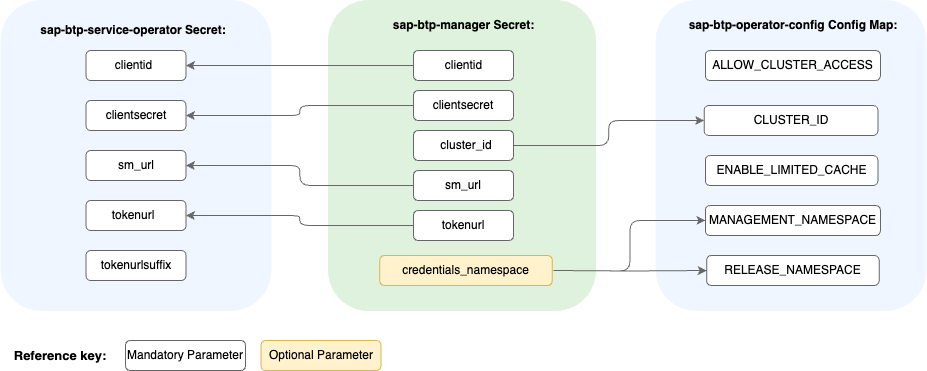 sap-btp-service-operator Secret:
clientid
clientsecret
sm_url
tokenurl
tokenurlsuffix
sap-btp-manager Secret:
clientid
clientsecret
cluster_id
sm_url
tokenurl
credentials_namespace
sap-btp-operator-config Config Map:
ALLOW_CLUSTER_ACCESS
CLUSTER_ID
ENABLE_LIMITED_CACHE
MANAGEMENT_NAMESPACE
RELEASE_NAMESPACE
Reference key:
Mandatory Parameter
Optional Parameter